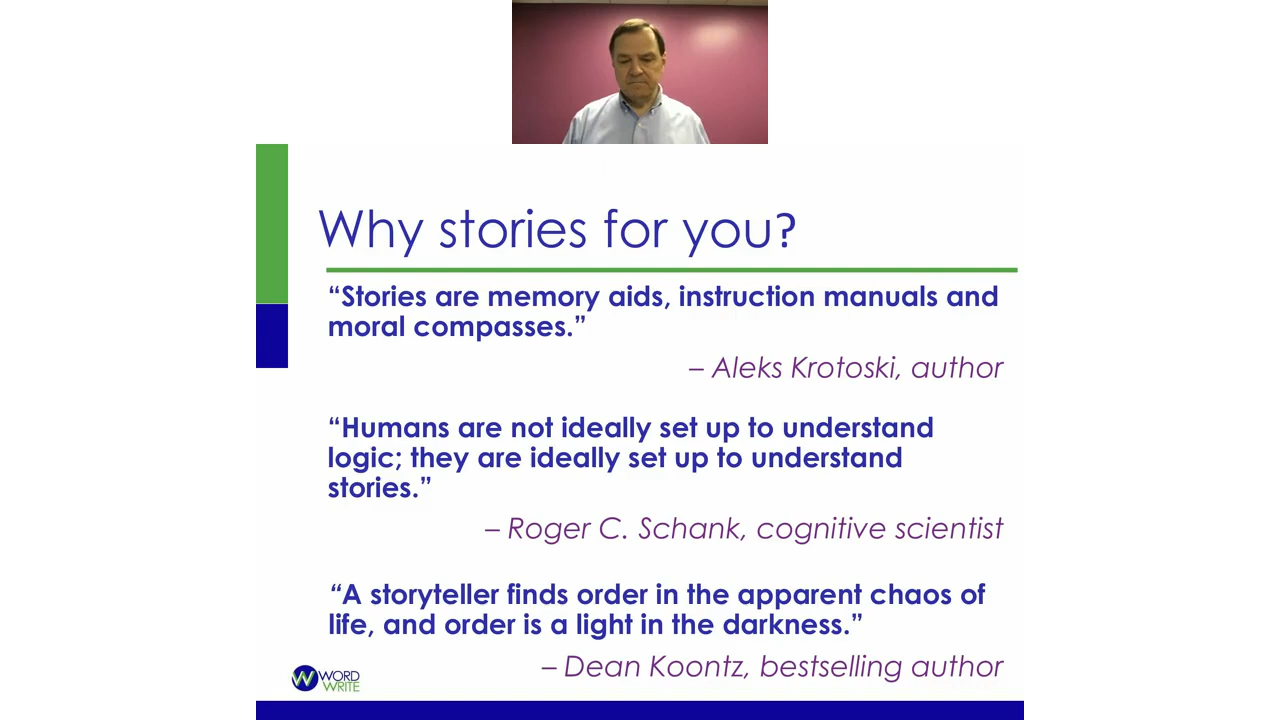 Why stories for you?
“Stories are memory aids, instruction manuals and
moral compasses.”
– Aleks Krotoski, author
“Humans are not ideally set up to understand
logic; they are ideally set up to understand
stories.”
– Roger C. Schank, cognitive scientist
“A storyteller finds order in the apparent chaos of
life, and order is a light in the darkness.”
– Dean Koontz, bestselling author
W WORD
WRITE